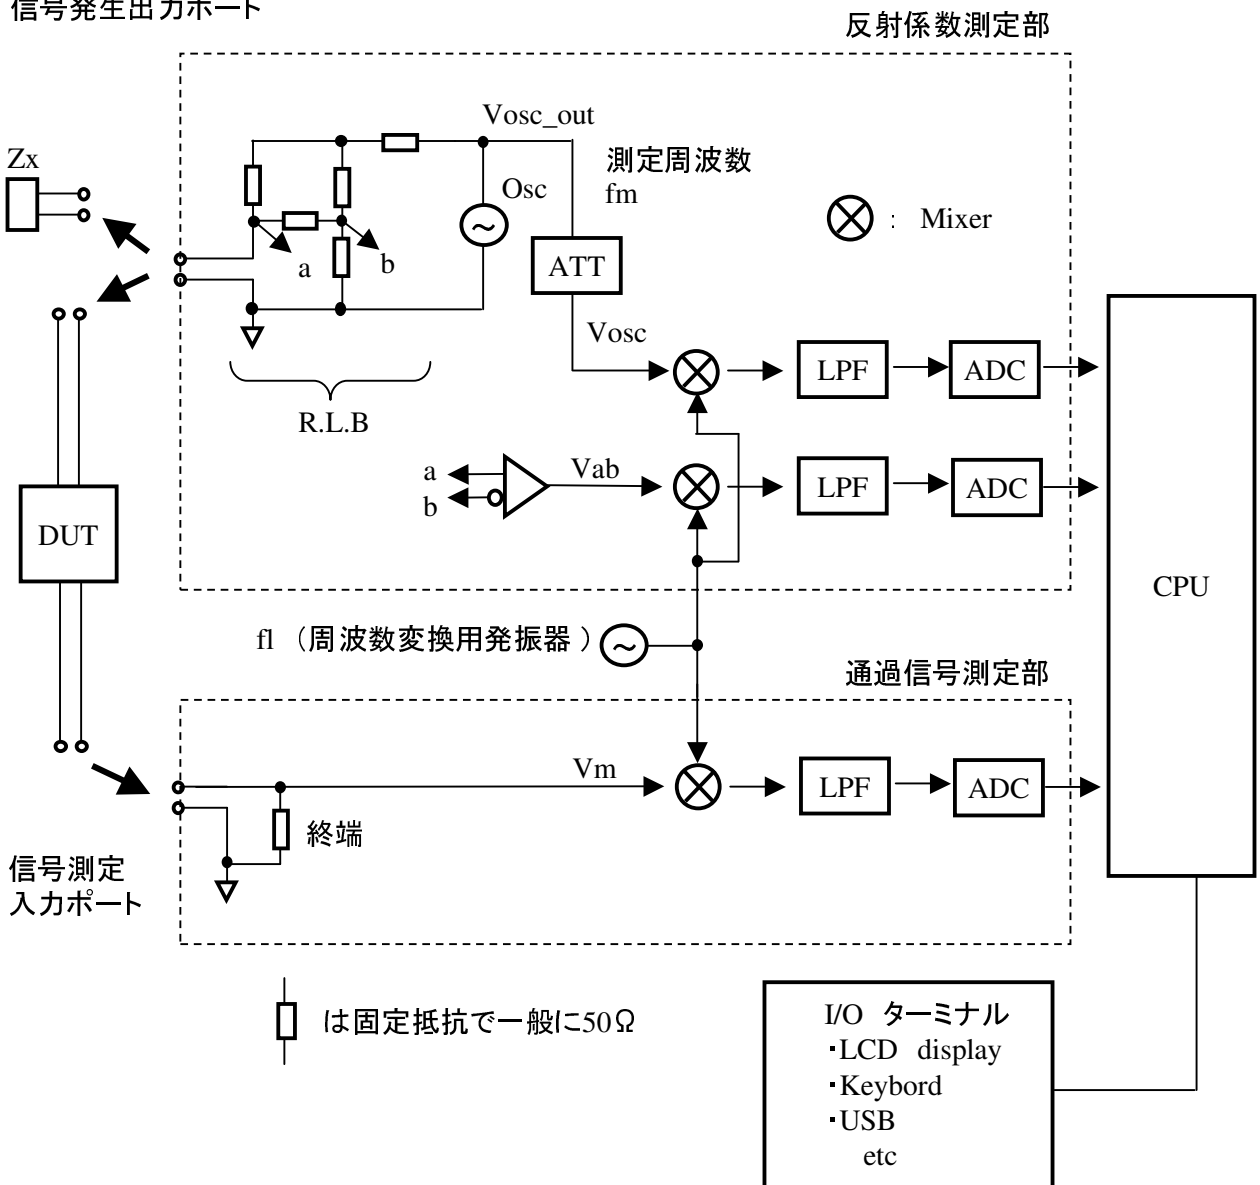 信号発生出力ポート
反射係数測定部
Vosc_out
測定周波数
fm
Zx
Osc
: Mixer
a
b
ATT
Vosc
LPF
ADC
R.L.B
a
b
Vab
LPF
ADC
DUT
CPU
fl （周波数変換用発振器 ）
通過信号測定部
Vm
LPF
ADC
終端
信号測定
入力ポート
は固定抵抗で一般に50Ω
I/O ターミナル
・LCD display
・Keybord
・USB
etc